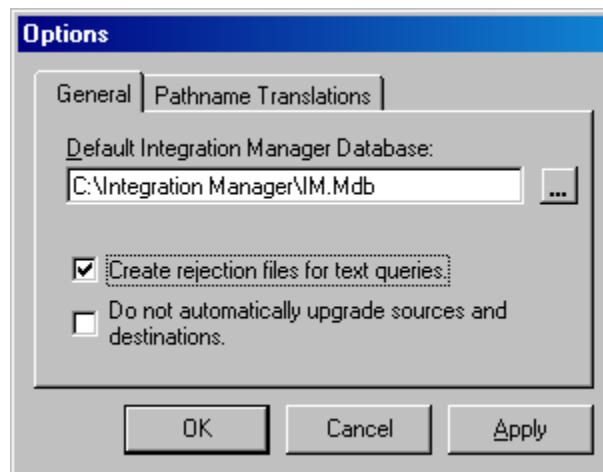 Options
General Pathname Translations
Default Integration Manager Database:
C:\Integration Manager\IM.Mdb ...
Create rejection files for text queries.
Do not automatically upgrade sources and
destinations.
OK Cancel Apply